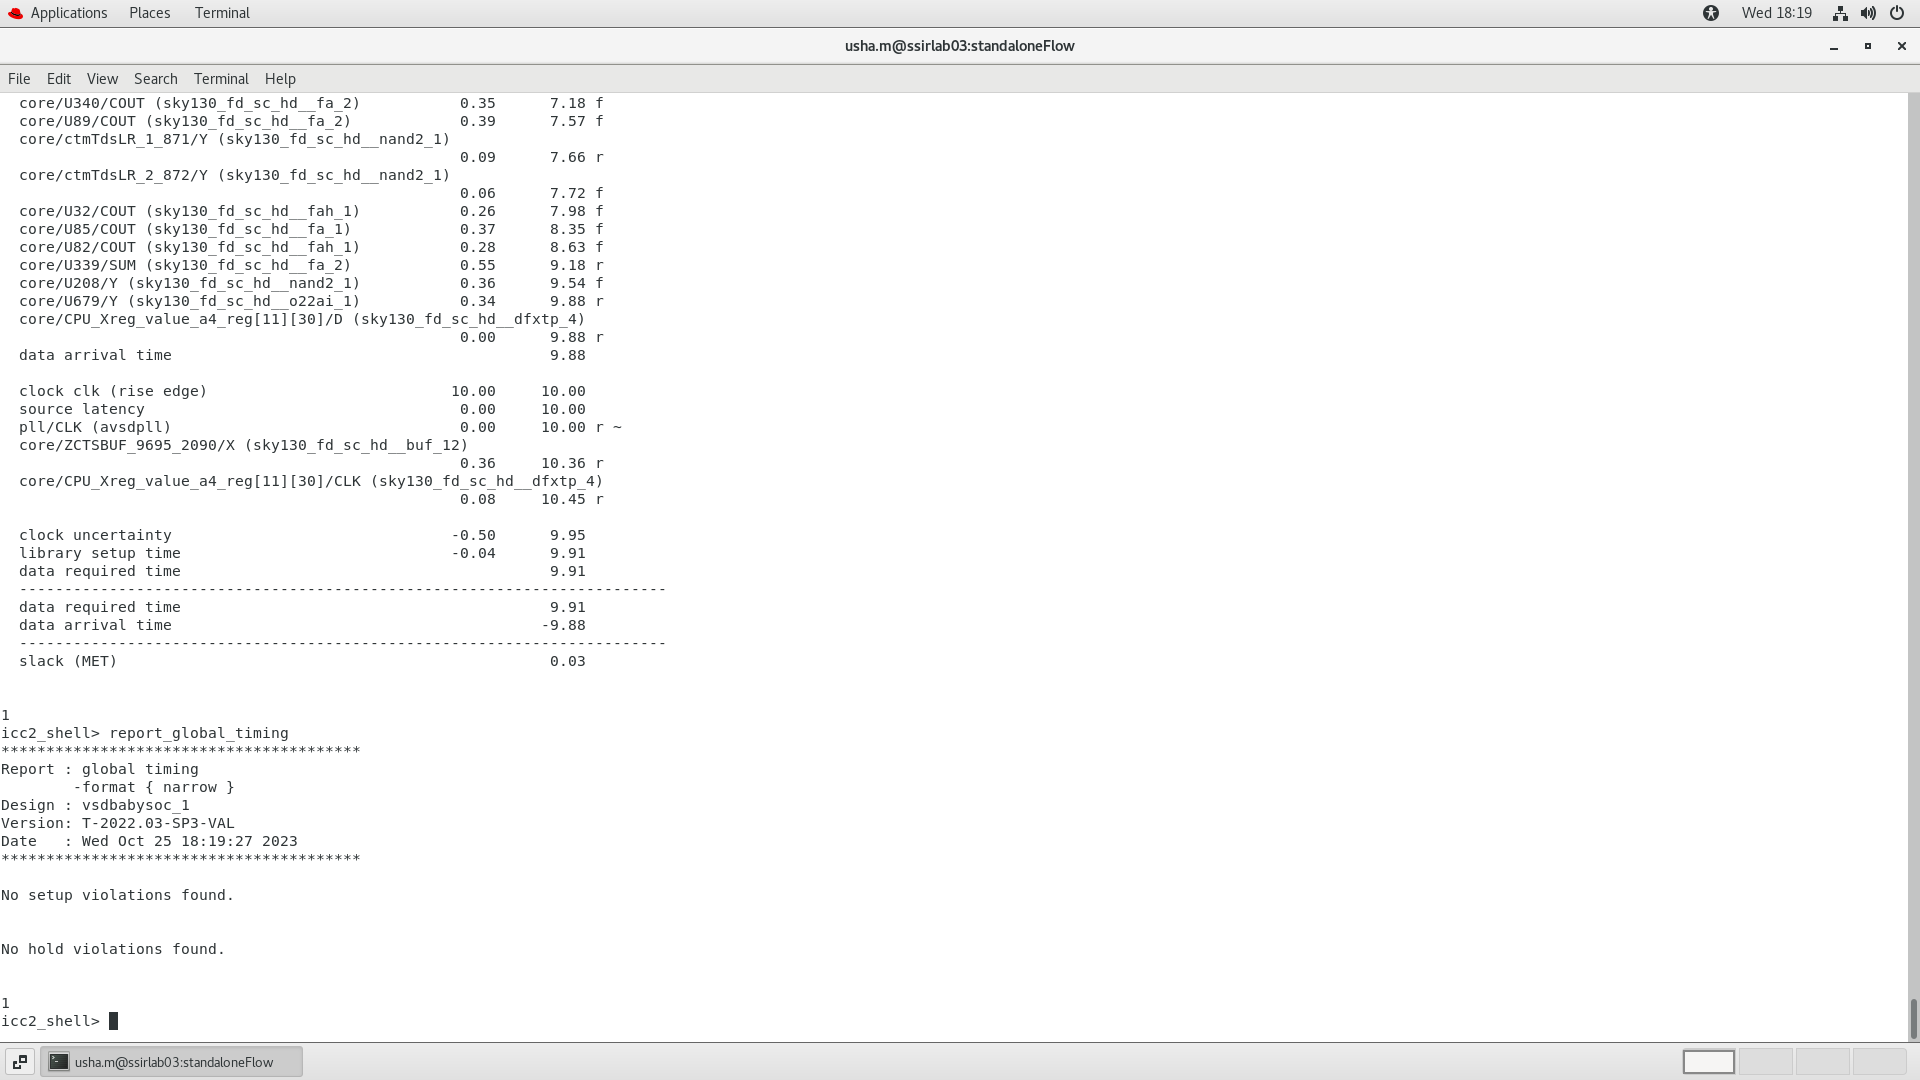 Applications Places Terminal Wed 18:19
usha.m@ssirlab03:standaloneFlow
File Edit View Search Terminal Help
core/U340/COUT (sky130_fd_sc_hd__fa_2) 0.35 7.18 f
core/U89/COUT (sky130_fd_sc_hd__fa_2) 0.39 7.57 f
core/ctmTdsLR_1_871/Y (sky130_fd_sc_hd__nand2_1)
0.09 7.66 r
core/ctmTdsLR_2_872/Y (sky130_fd_sc_hd__nand2_1)
0.06 7.72 f
core/U32/COUT (sky130_fd_sc_hd__fah_1) 0.26 7.98 f
core/U85/COUT (sky130_fd_sc_hd__fa_1) 0.37 8.35 f
core/U82/COUT (sky130_fd_sc_hd__fah_1) 0.28 8.63 f
core/U339/SUM (sky130_fd_sc_hd__fa_2) 0.55 9.18 r
core/U208/Y (sky130_fd_sc_hd__nand2_1) 0.36 9.54 f
core/U679/Y (sky130_fd_sc_hd__o22ai_1) 0.34 9.88 r
core/CPU_Xreg_value_a4_reg[11][30]/D (sky130_fd_sc_hd__dfxtp_4)
0.00 9.88 r
data arrival time 9.88
clock clk (rise edge) 10.00 10.00
source latency 0.00 10.00
pll/CLK (avsdpll) 0.00 10.00 r ~
core/ZCTSBUF_9695_2090/X (sky130_fd_sc_hd__buf_12)
0.36 10.36 r
core/CPU_Xreg_value_a4_reg[11][30]/CLK (sky130_fd_sc_hd__dfxtp_4)
0.08 10.45 r
clock uncertainty -0.50 9.95
library setup time -0.04 9.91
data required time 9.91
------------------------------------------------------------------------
data required time 9.91
data arrival time -9.88
------------------------------------------------------------------------
slack (MET) 0.03
1
icc2_shell> report_global_timing
****************************************
Report : global timing
-format { narrow }
Design : vsdbabysoc_1
Version: T-2022.03-SP3-VAL
Date : Wed Oct 25 18:19:27 2023
****************************************
No setup violations found.
No hold violations found.
1
icc2_shell>
usha.m@ssirlab03:standaloneFlow